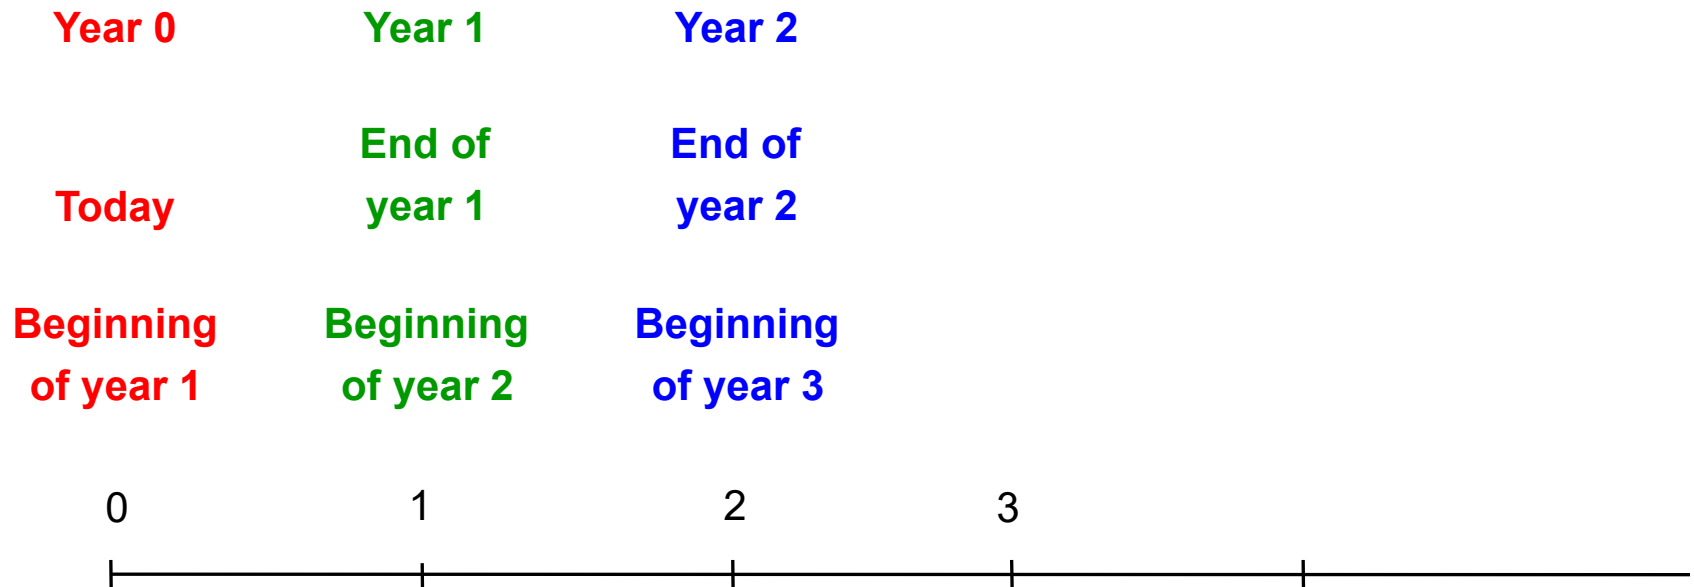 Year 0 Year 1 Year 2
End of End of
Today year 1 year 2
Beginning Beginning Beginning
of year 1 of year 2 of year 3
0 1 2 3